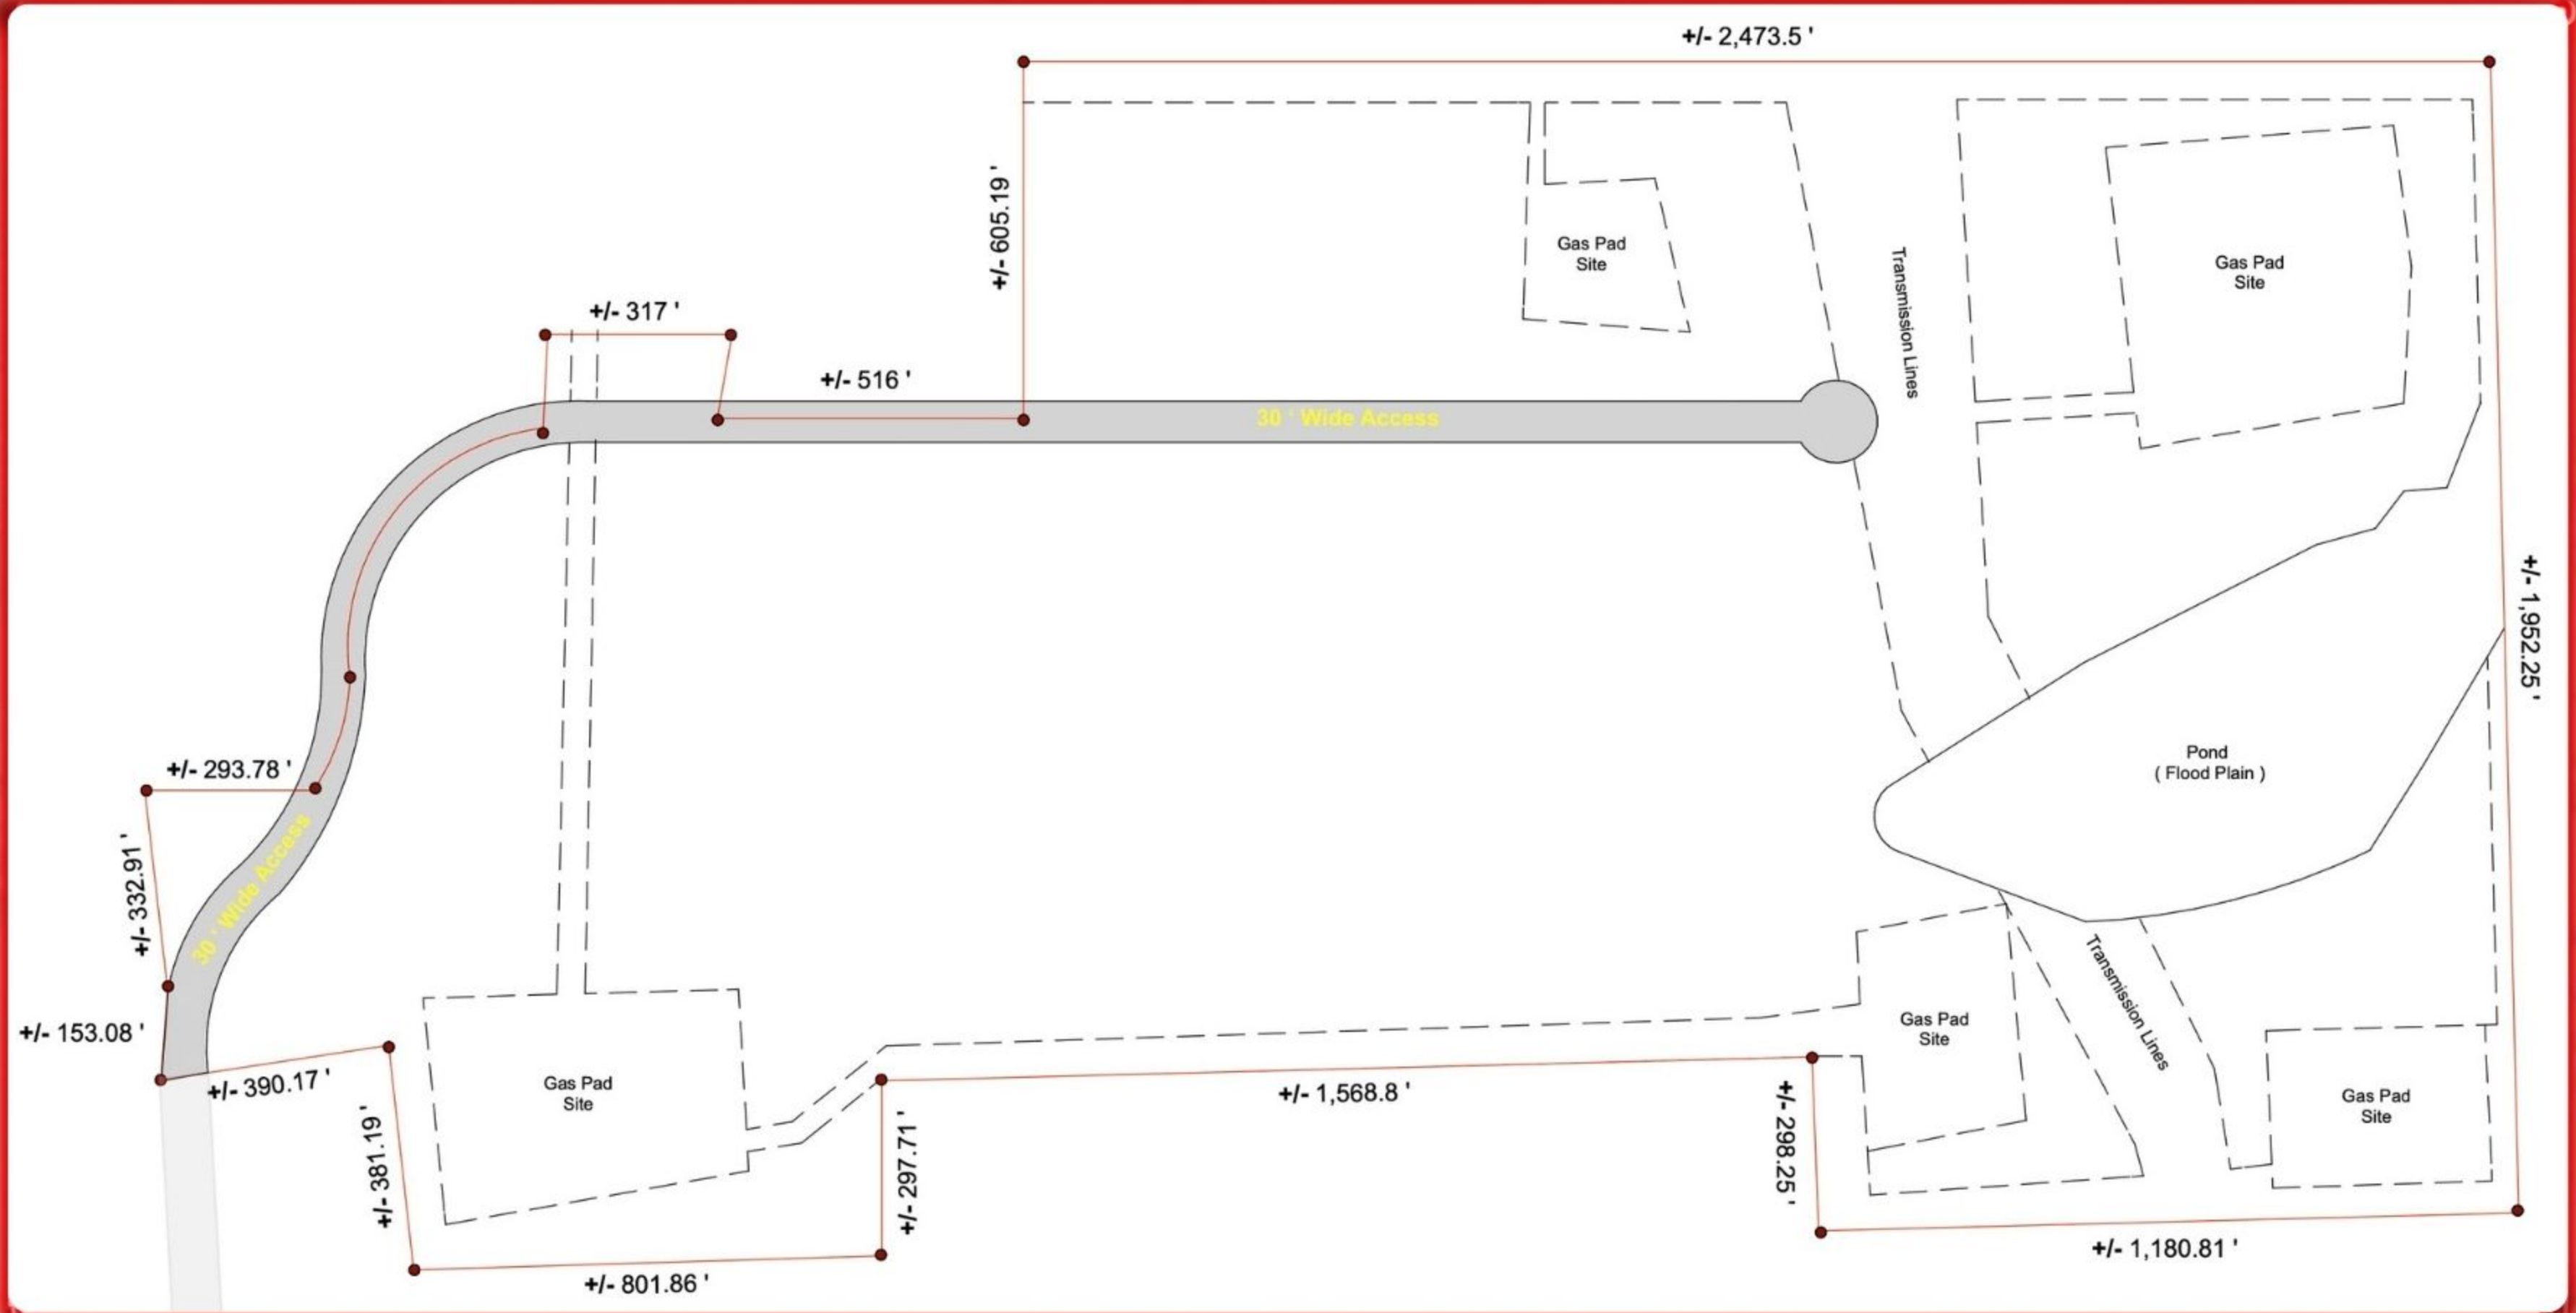 +/- 2,473.5 '
+/- 605.19 '
Gas Pad
Site
Transmission Lines
Gas Pad
Site
+/- 317 '
+/- 516 '
30 ' Wide Access
+/- 1,952.25 '
+/- 293.78 '
Pond
( Flood Plain )
+/- 332.91 '
30 ' Wide Access
+/- 153.08 '
+/- 390.17 '
+/- 381.19 '
Gas Pad
Site
+/- 297.71 '
+/- 1,568.8 '
+/- 298.25 '
Gas Pad
Site
Transmission Lines
Gas Pad
Site
+/- 801.86 '
+/- 1,180.81 '